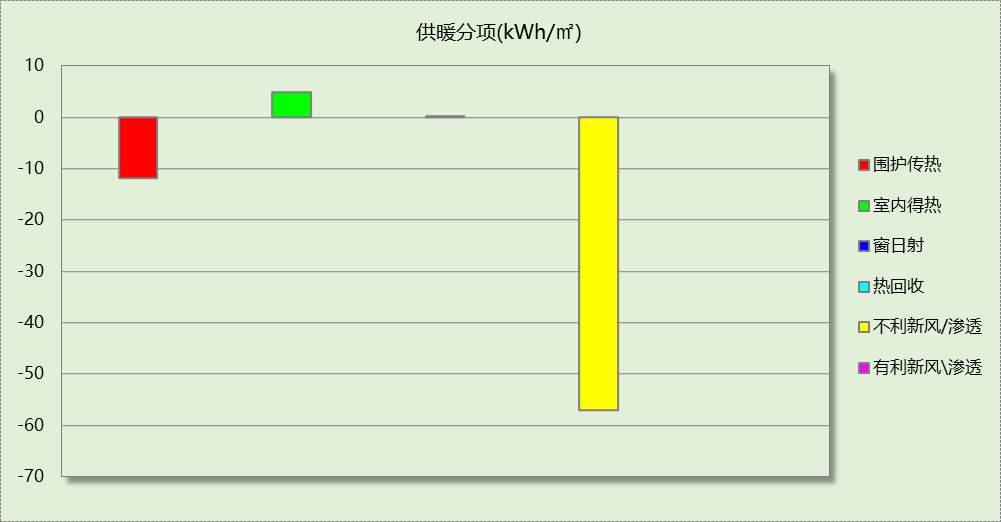 供暖分项(kWh/㎡)
10
0
-10
-20
-30
-40
-50
-60
-70
围护传热
室内得热
窗日射
热回收
不利新风/渗透
有利新风\渗透